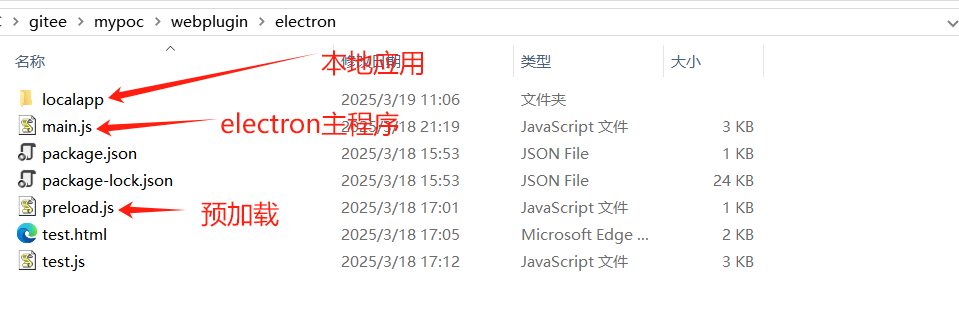 gitee > mypoc > webplugin > electron
名称 修改日期 类型 大小
本地应用
localapp 2025/3/19 11:06 文件夹
electron主程序
main.js 2025/3/18 21:19 JavaScript 文件 3 KB
package.json 2025/3/18 15:53 JSON File 1 KB
package-lock.json 2025/3/18 15:53 JSON File 24 KB
preload.js 2025/3/18 17:01 JavaScript 文件 1 KB
预加载
test.html 2025/3/18 17:05 Microsoft Edge ... 2 KB
test.js 2025/3/18 17:12 JavaScript 文件 3 KB